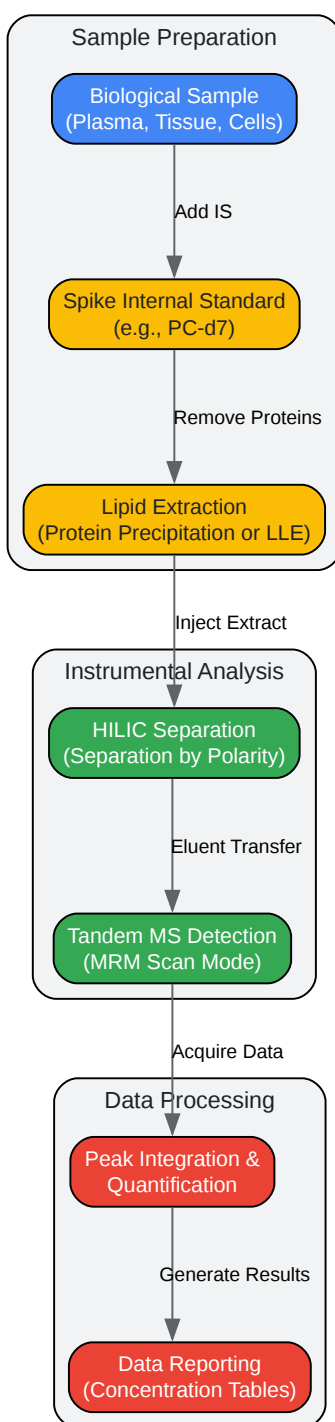 Sample Preparation
Biological Sample
(Plasma, Tissue, Cells)
Add IS
Spike Internal Standard
(e.g., PC-d7)
Remove Proteins
Lipid Extraction
(Protein Precipitation or LLE)
Inject Extract
Instrumental Analysis
HILIC Separation
(Separation by Polarity)
Eluent Transfer
Tandem MS Detection
(MRM Scan Mode)
Acquire Data
Data Processing
Peak Integration &
Quantification
Generate Results
Data Reporting
(Concentration Tables)